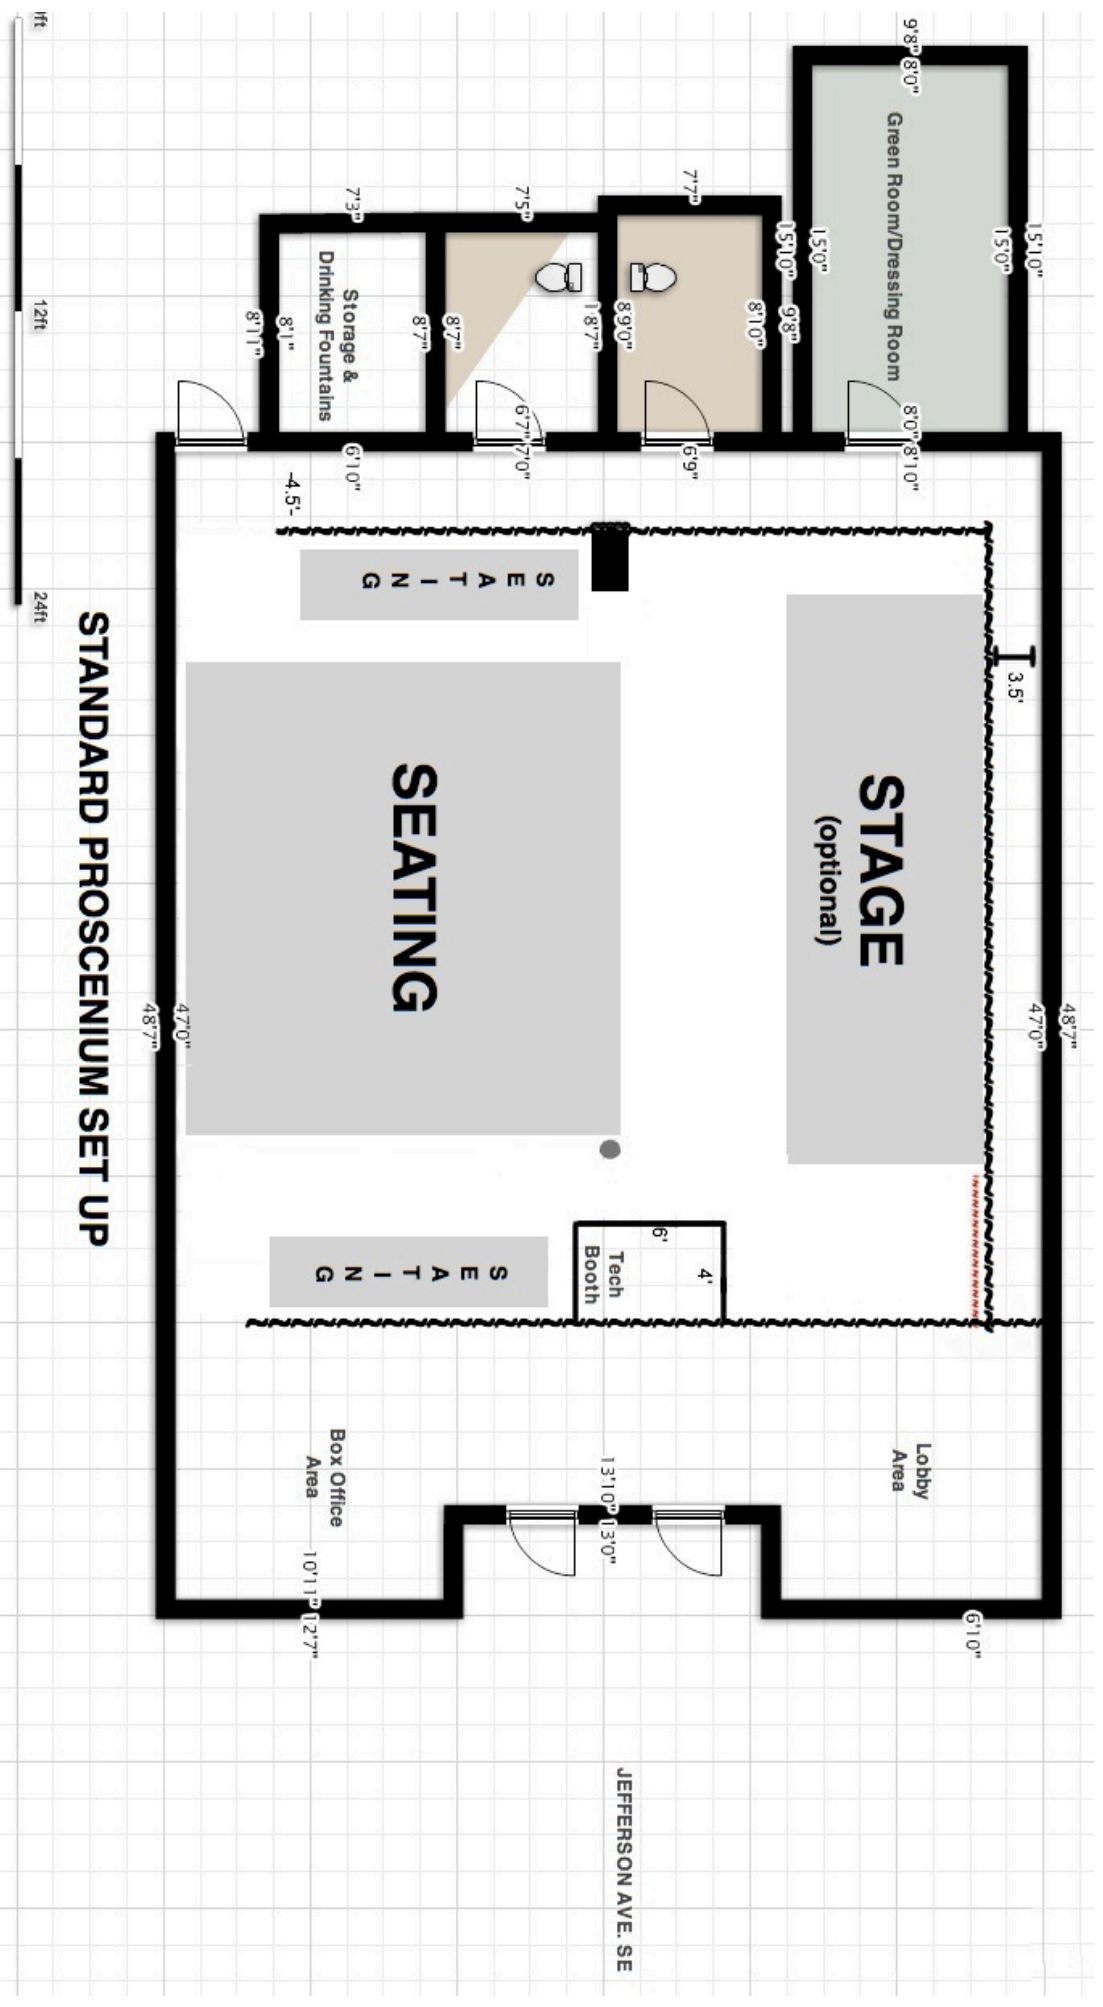 48'7"
15'10"
47'0"
3.5'
15'0"
6'10"
9'8" 8'0"
Green Room/Dressing Room
8'0" 8'10"
Lobby
Area
STAGE
(optional)
15'0"
15'10"
9'8"
8'10"
7'7"
6'9"
4'
6'
Tech
Booth
JEFFERSON AVE. SE
13'10" 13'0"
8'7"
7'5"
6'7" 7'0"
SEATING
SEATING
SEATING
8'7"
8'7"
7'3"
6'10"
Storage &
Drinking Fountains
Box Office
Area
10'11" 12'7"
8'1"
8'11"
-4.5'-
47'0"
48'7"
STANDARD PROSCENIUM SET UP
ft
12ft
24ft